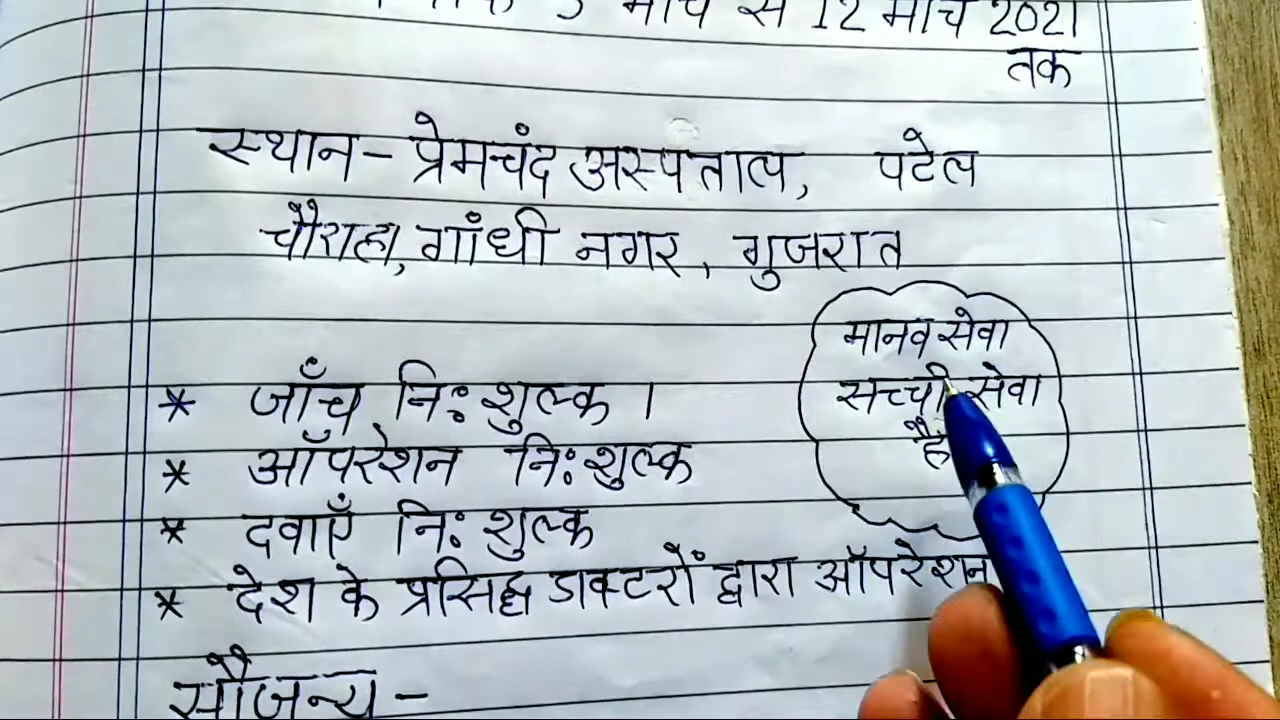 5 मार्च से 12 मार्च 2021
तक
स्थान - प्रेमचंद अस्पताल, पटेल
चौराहा, गाँधी नगर, गुजरात
मानव सेवा
सच्ची सेवा
है
* जाँच निःशुल्क ।
* ऑपरेशन निःशुल्क
* दवाएँ निःशुल्क
* देश के प्रसिद्ध डाक्टरों द्वारा ऑपरेशन
सौजन्य -